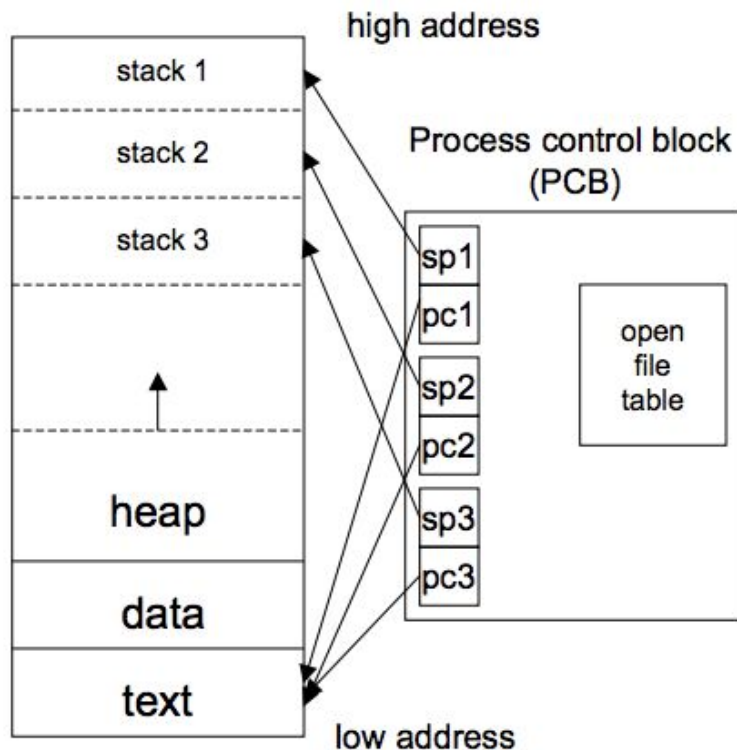 high address
stack 1
stack 2
stack 3
heap
data
text
low address
Process control block
(PCB)
sp1
pc1
sp2
pc2
sp3
pc3
open
file
table